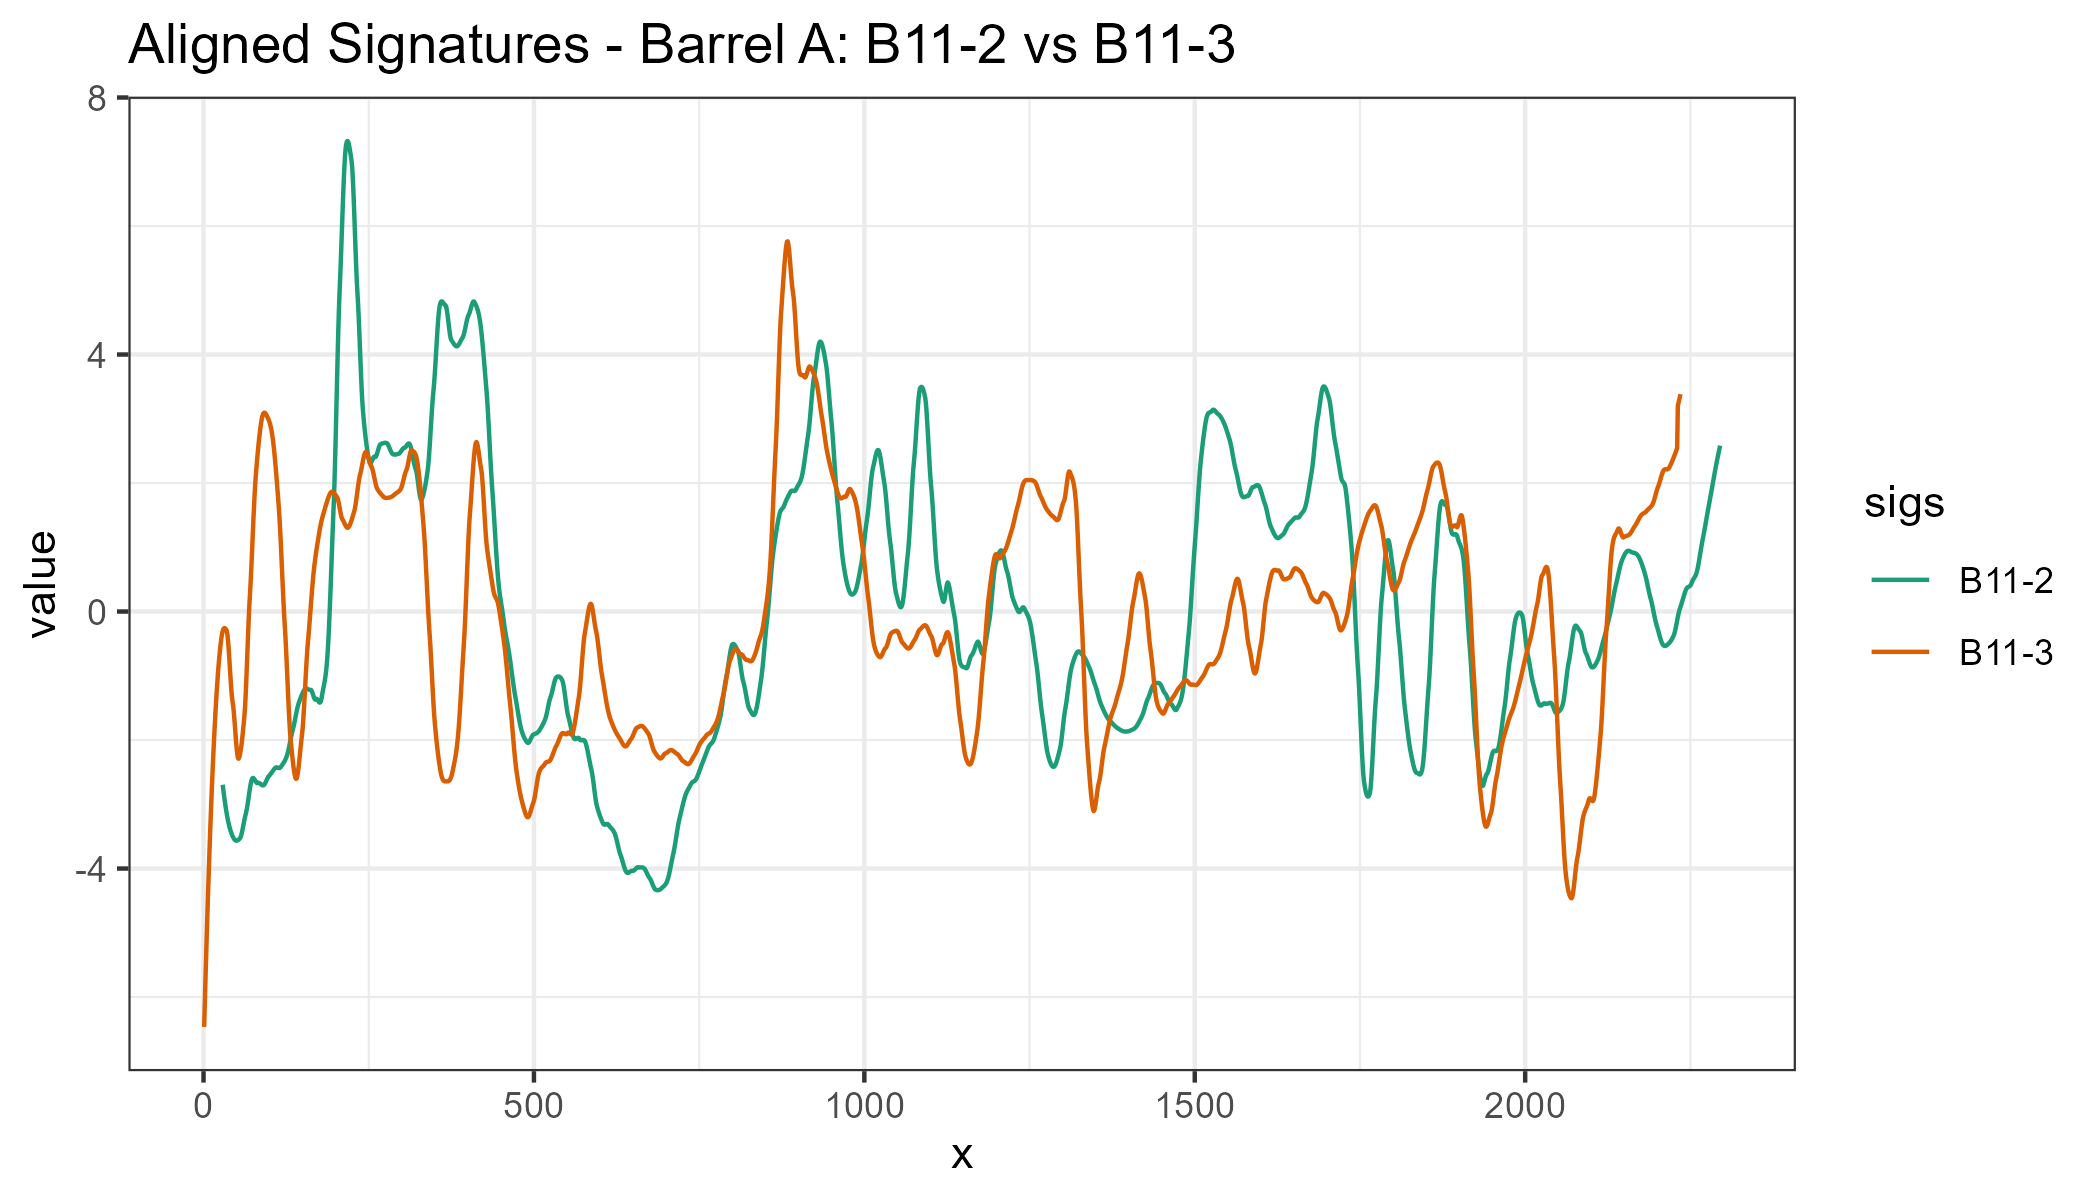 Aligned Signatures - Barrel A: B11-2 vs B11-3
8
4
0
-4
value
0 500 1000 1500 2000
x
sigs
B11-2
B11-3